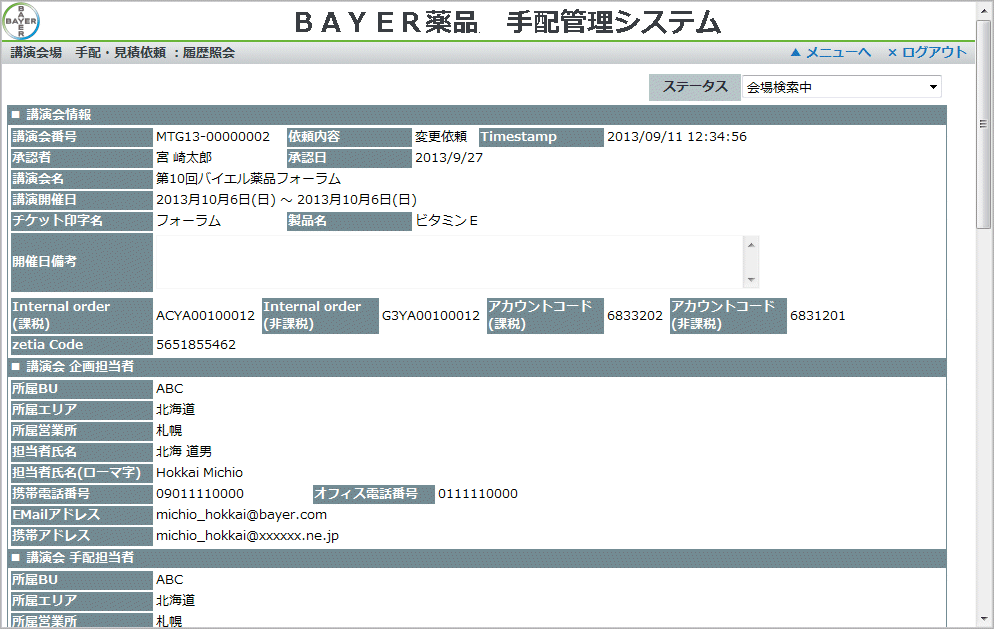 BAYER
BAYER
ＢＡＹＥＲ薬品　手配管理システム
講演会場　手配・見積依頼 ：履歴照会
▲ メニューへ × ログアウト
ステータス 会場検索中
■ 講演会情報
講演会番号 MTG13-00000002 依頼内容 変更依頼 Timestamp 2013/09/11 12:34:56
承認者 宮 崎太郎 承認日 2013/9/27
講演会名 第10回バイエル薬品フォーラム
講演開催日 2013月10月6日(日) ～ 2013月10月6日(日)
チケット印字名 フォーラム 製品名 ビタミンＥ
開催日備考
Internal order (課税) ACYA00100012 Internal order (非課税) G3YA00100012 アカウントコード (課税) 6833202 アカウントコード (非課税) 6831201
zetia Code 5651855462
■ 講演会 企画担当者
所属BU ABC
所属エリア 北海道
所属営業所 札幌
担当者氏名 北海 道男
担当者氏名(ローマ字) Hokkai Michio
携帯電話番号 09011110000 オフィス電話番号 0111110000
EMailアドレス michio_hokkai@bayer.com
携帯アドレス michio_hokkai@xxxxxx.ne.jp
■ 講演会 手配担当者
所属BU ABC
所属エリア 北海道
所属営業所 札幌